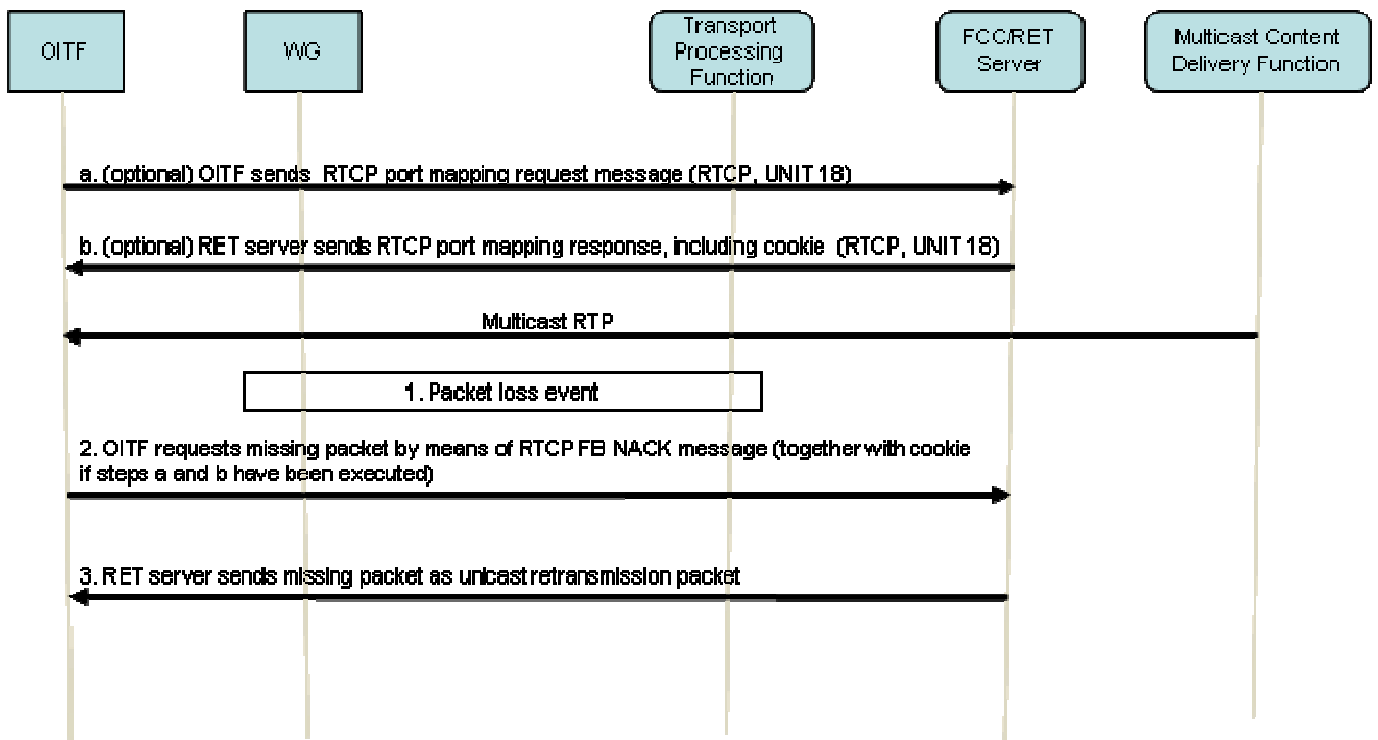 OITF
WG
Transport
Processing
Function
FCC/RET
Server
Multicast Content
Delivery Function
a. (optional) OITF sends RTCP port mapping request message (RTCP, UNIT 18)
b. (optional) RET server sends RTCP port mapping response, including cookie (RTCP, UNIT 18)
Multicast RTP
1. Packet loss event
2. OITF requests missing packet by means of RTCP FB NACK message (together with cookie
if steps a and b have been executed)
3. RET server sends missing packet as unicast retransmission packet